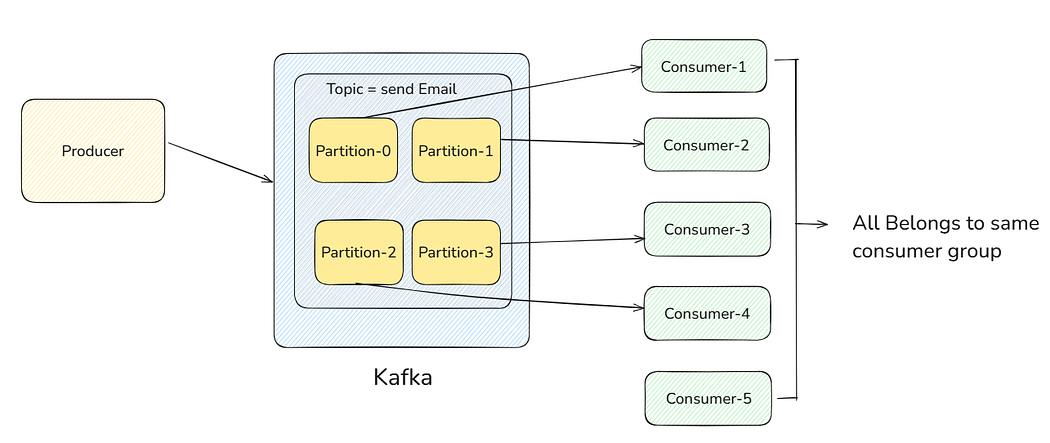 Producer
Topic = send Email
Partition-0
Partition-1
Partition-2
Partition-3
Kafka
Consumer-1
Consumer-2
Consumer-3
Consumer-4
Consumer-5
All Belongs to same
consumer group